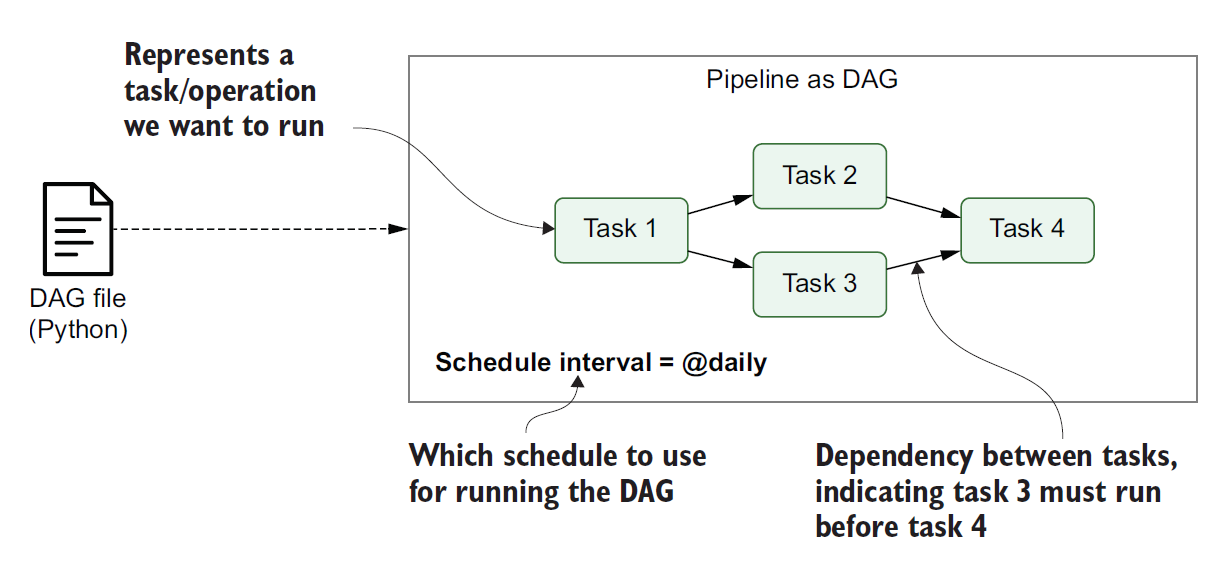 Represents a
task/operation
we want to run
Pipeline as DAG
Task 1
Task 2
Task 3
Task 4
DAG file
(Python)
Schedule interval = @daily
Which schedule to use
for running the DAG
Dependency between tasks,
indicating task 3 must run
before task 4